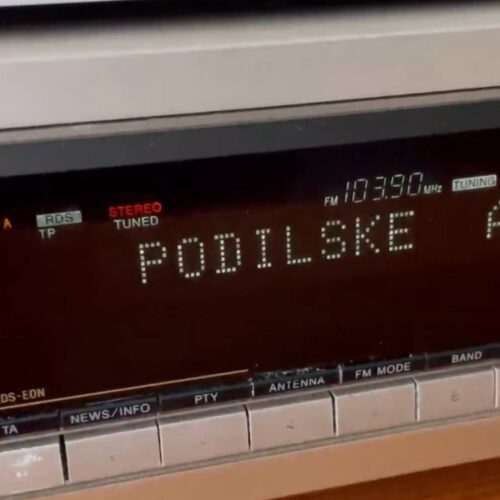 FM 103.90 MHz TUNING
A RDS STEREO
TP TUNED
PODILSKE A
DS-EON
TA NEWS/INFO PTY ANTENNA FM MODE BAND